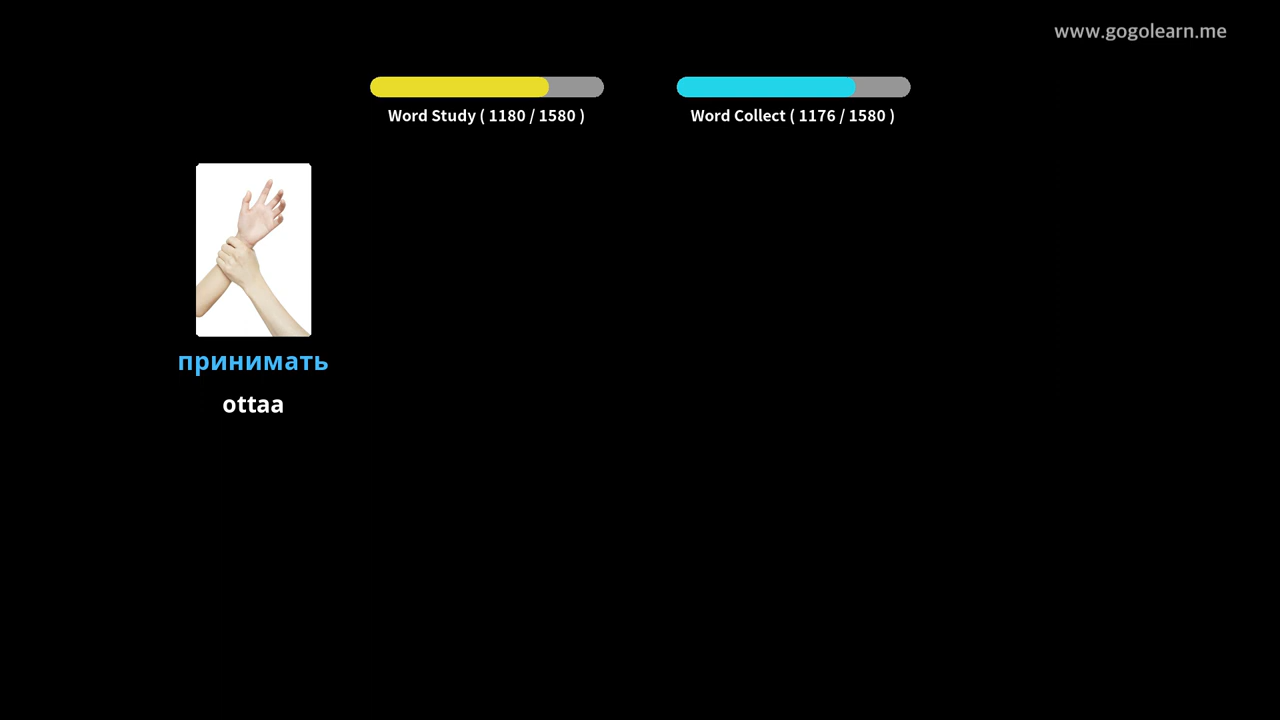 www.gogolearn.me
Word Study ( 1180 / 1580 )
Word Collect ( 1176 / 1580 )
принимать
ottaa